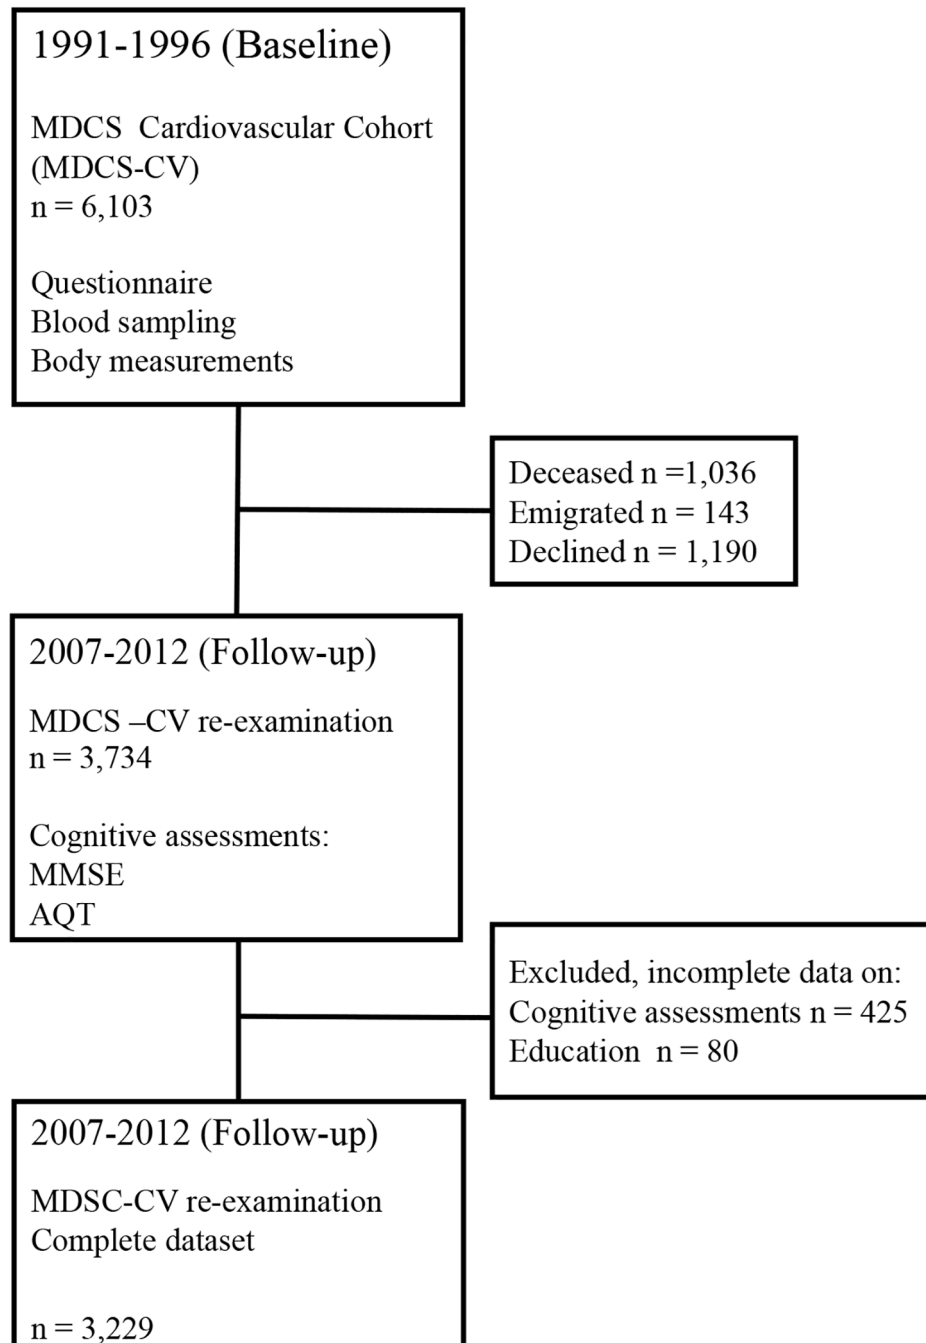 1991-1996 (Baseline)
MDCS Cardiovascular Cohort
(MDCS-CV)
n = 6,103
Questionnaire
Blood sampling
Body measurements
Deceased n =1,036
Emigrated n = 143
Declined n = 1,190
2007-2012 (Follow-up)
MDCS –CV re-examination
n = 3,734
Cognitive assessments:
MMSE
AQT
Excluded, incomplete data on:
Cognitive assessments n = 425
Education n = 80
2007-2012 (Follow-up)
MDSC-CV re-examination
Complete dataset
n = 3,229